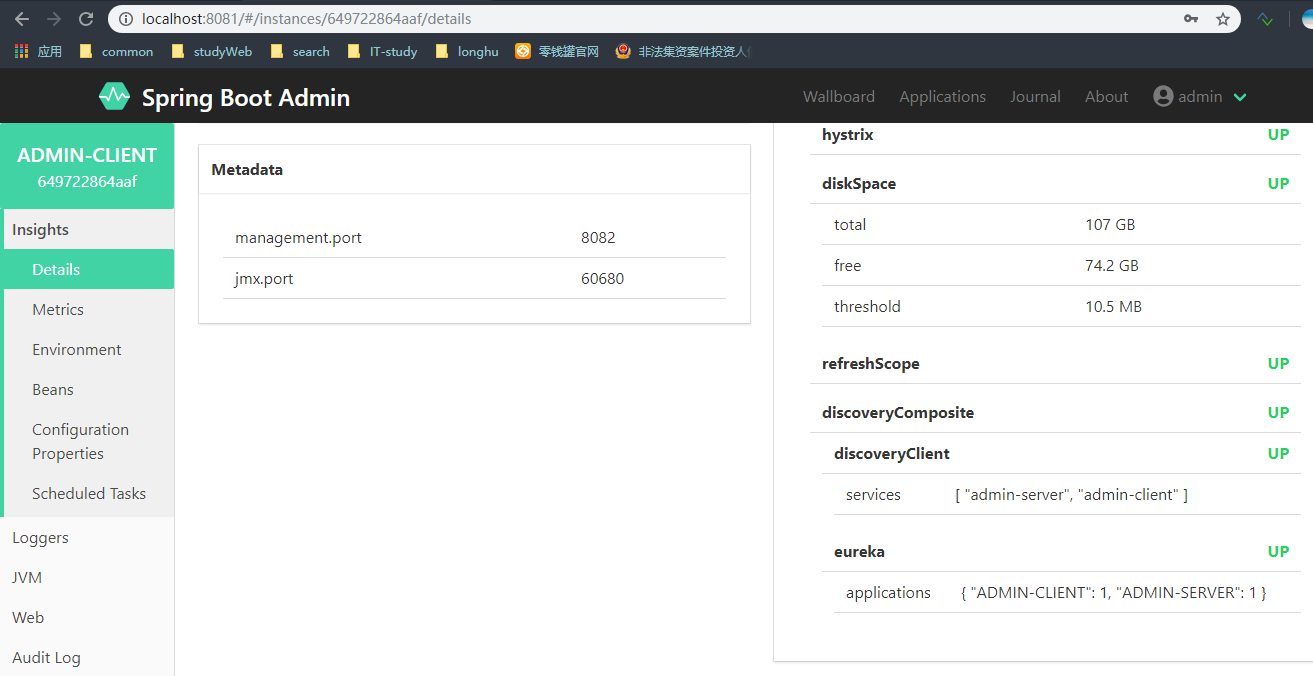 localhost:8081/#/instances/649722864aaf/details
应用 common studyWeb search IT-study longhu 零钱罐官网 非法集资案件投资人
Spring Boot Admin Wallboard Applications Journal About admin
ADMIN-CLIENT
649722864aaf
Insights
Details
Metrics
Environment
Beans
Configuration
Properties
Scheduled Tasks
Loggers
JVM
Web
Audit Log
Metadata
management.port 8082
jmx.port 60680
hystrix UP
diskSpace UP
total 107 GB
free 74.2 GB
threshold 10.5 MB
refreshScope UP
discoveryComposite UP
discoveryClient UP
services [ "admin-server", "admin-client" ]
eureka UP
applications { "ADMIN-CLIENT": 1, "ADMIN-SERVER": 1 }